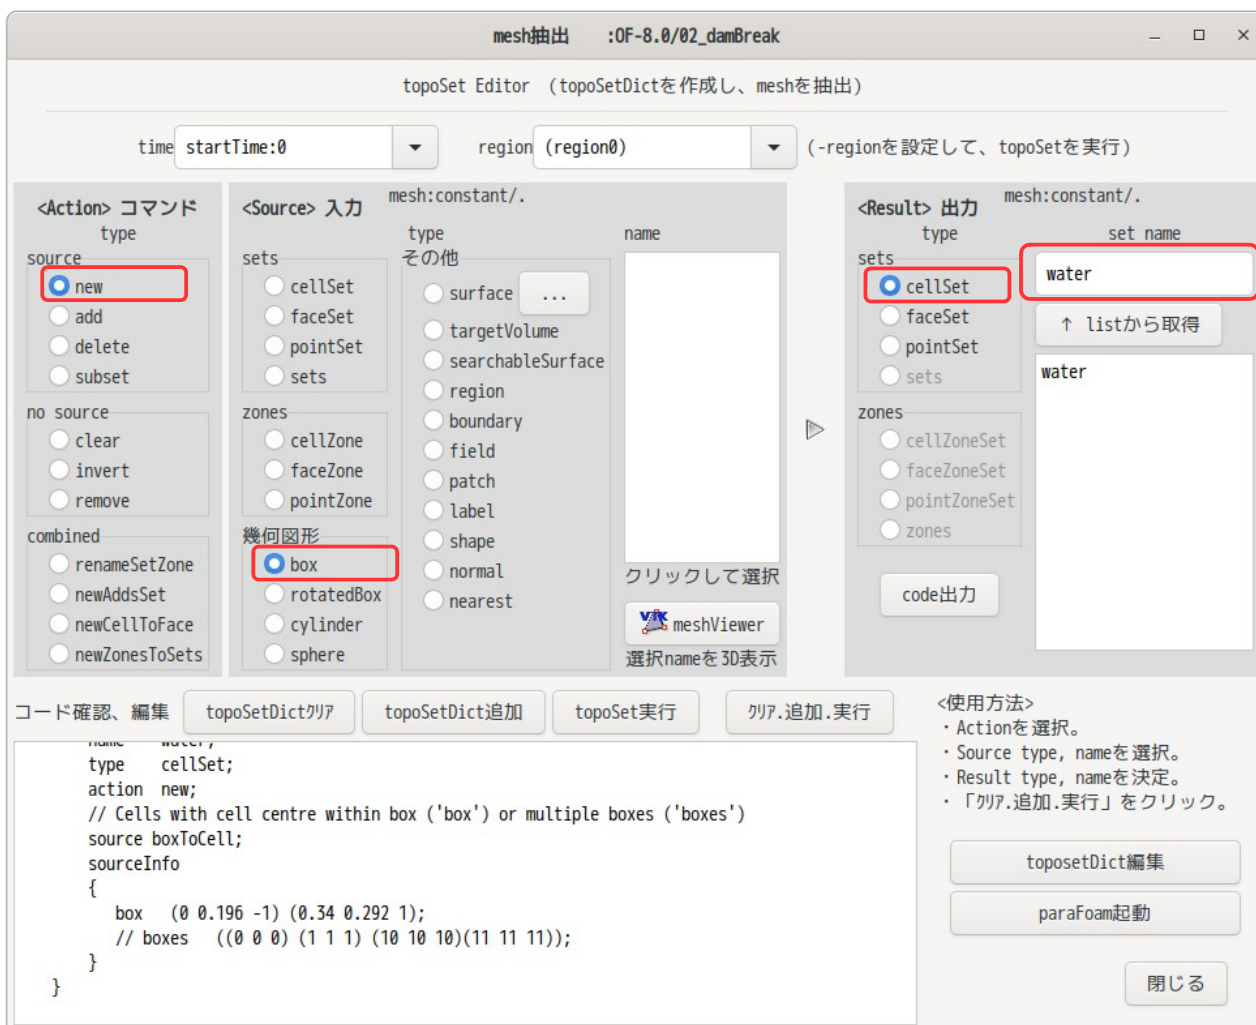 mesh抽出　　:OF-8.0/02_damBreak
topoSet Editor （topoSetDictを作成し、meshを抽出）
time startTime:0 region (region0) (-regionを設定して、topoSetを実行)
<Action> コマンド
type
source
new
add
delete
subset
no source
clear
invert
remove
combined
renameSetZone
newAddsSet
newCellToFace
newZonesToSets
<Source> 入力
mesh:constant/.
sets
cellSet
faceSet
pointSet
sets
zones
cellZone
faceZone
pointZone
幾何図形
box
rotatedBox
cylinder
sphere
type
その他
surface ...
targetVolume
searchableSurface
region
boundary
field
patch
label
shape
normal
nearest
name
クリックして選択
VTK meshViewer
選択nameを3D表示
<Result> 出力
mesh:constant/.
type
sets
cellSet
faceSet
pointSet
sets
zones
cellZoneSet
faceZoneSet
pointZoneSet
zones
code出力
set name
water
↑ listから取得
water
コード確認、編集 topoSetDictｸﾘｱ topoSetDict追加 topoSet実行 ｸﾘｱ.追加.実行
name    water;
type    cellSet;
action  new;
// Cells with cell centre within box ('box') or multiple boxes ('boxes')
source boxToCell;
sourceInfo
{
box   (0 0.196 -1) (0.34 0.292 1);
// boxes   ((0 0 0) (1 1 1) (10 10 10)(11 11 11));
}
}
<使用方法>
・Actionを選択。
・Source type, nameを選択。
・Result type, nameを決定。
・「ｸﾘｱ.追加.実行」をクリック。
toposetDict編集
paraFoam起動
閉じる